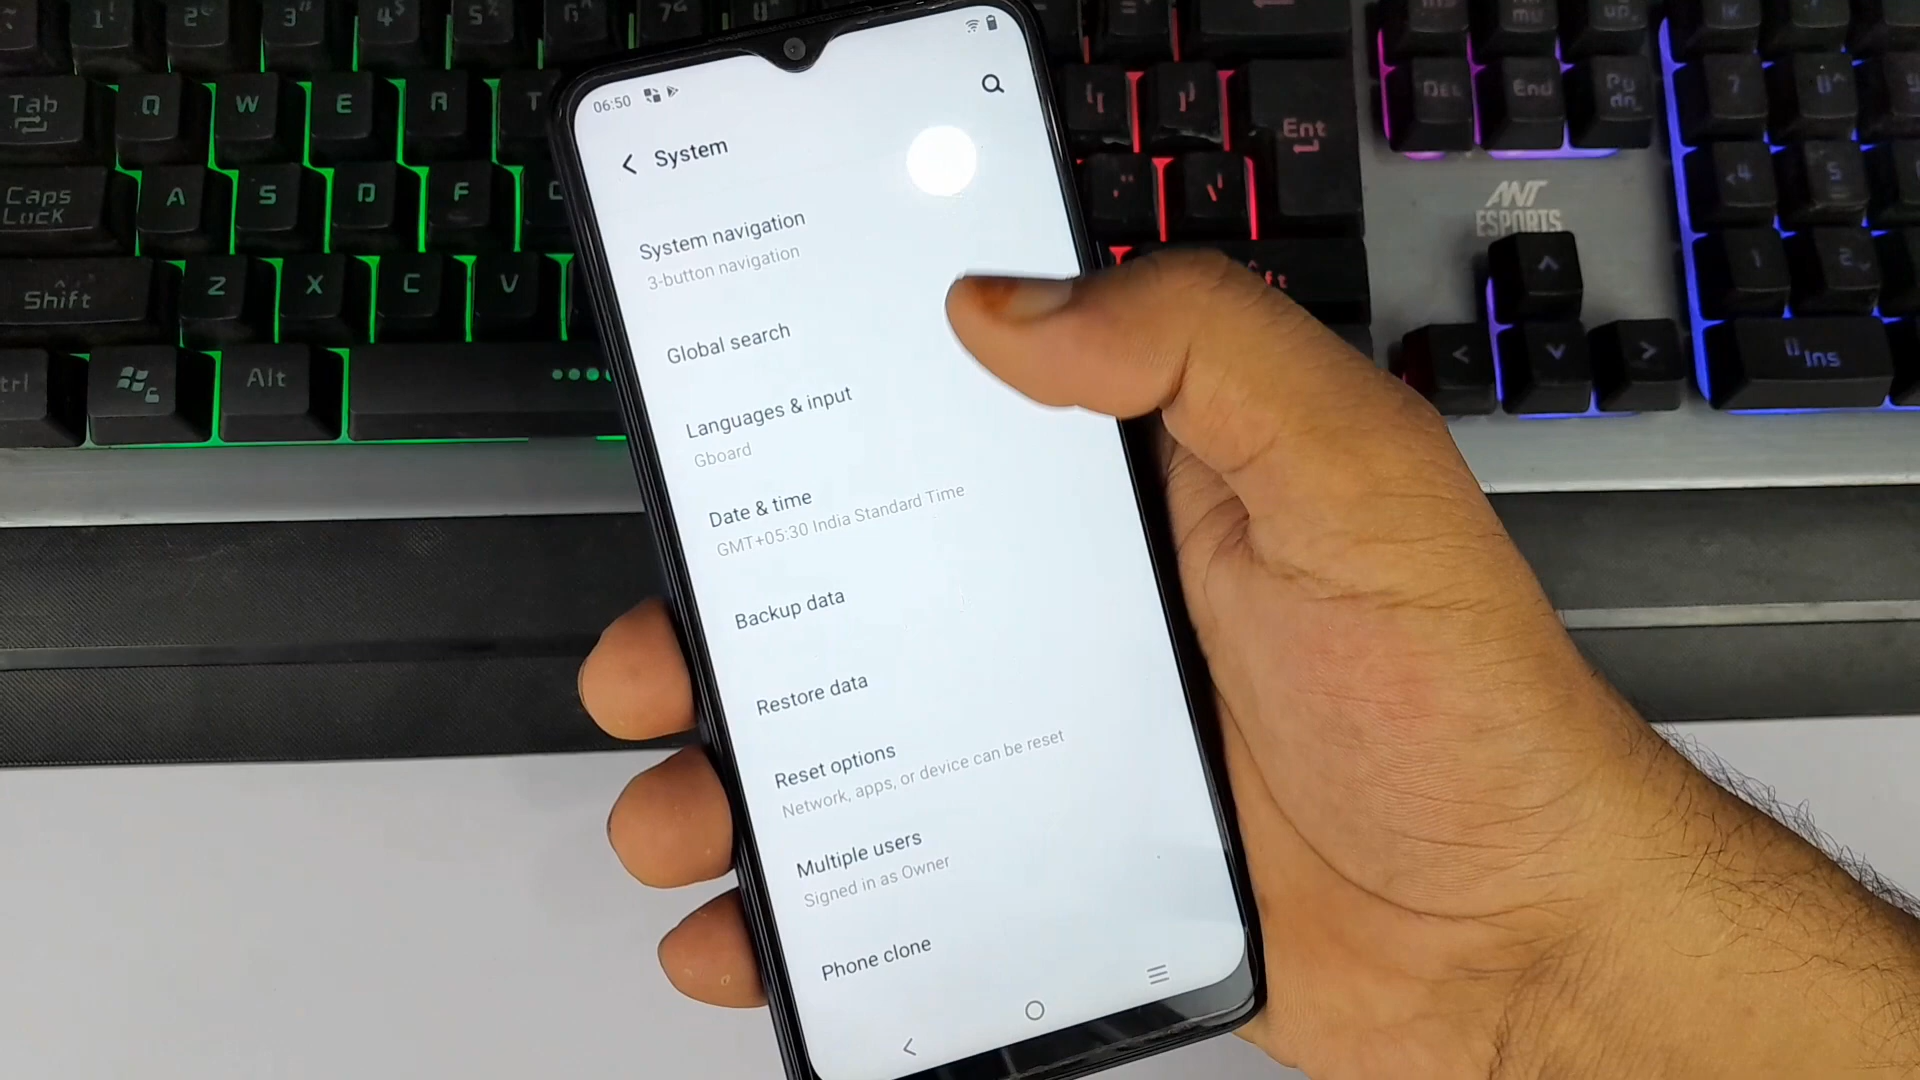 06:50
System
System navigation
3-button navigation
Global search
Languages & input
Gboard
Date & time
GMT+05:30 India Standard Time
Backup data
Restore data
Reset options
Network, apps, or device can be reset
Multiple users
Signed in as Owner
Phone clone
Tab
Q W E R T
Caps
Lock
A S D F
Shift
Z X C V
Alt
Ent
End
ANT
ESPORTS
Ins